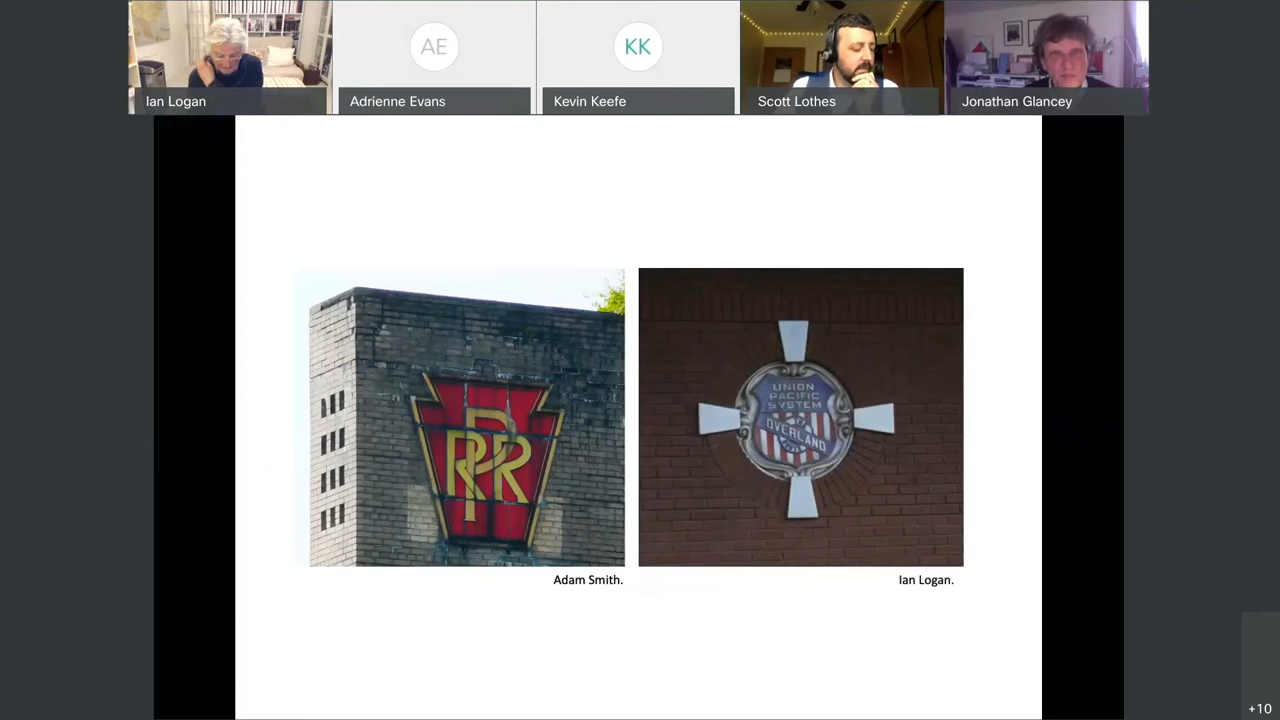 Ian Logan
AE
Adrienne Evans
KK
Kevin Keefe
Scott Lothes
Jonathan Glancey
PRR
UNION
PACIFIC
SYSTEM
OVERLAND
Adam Smith.
Ian Logan.
+10